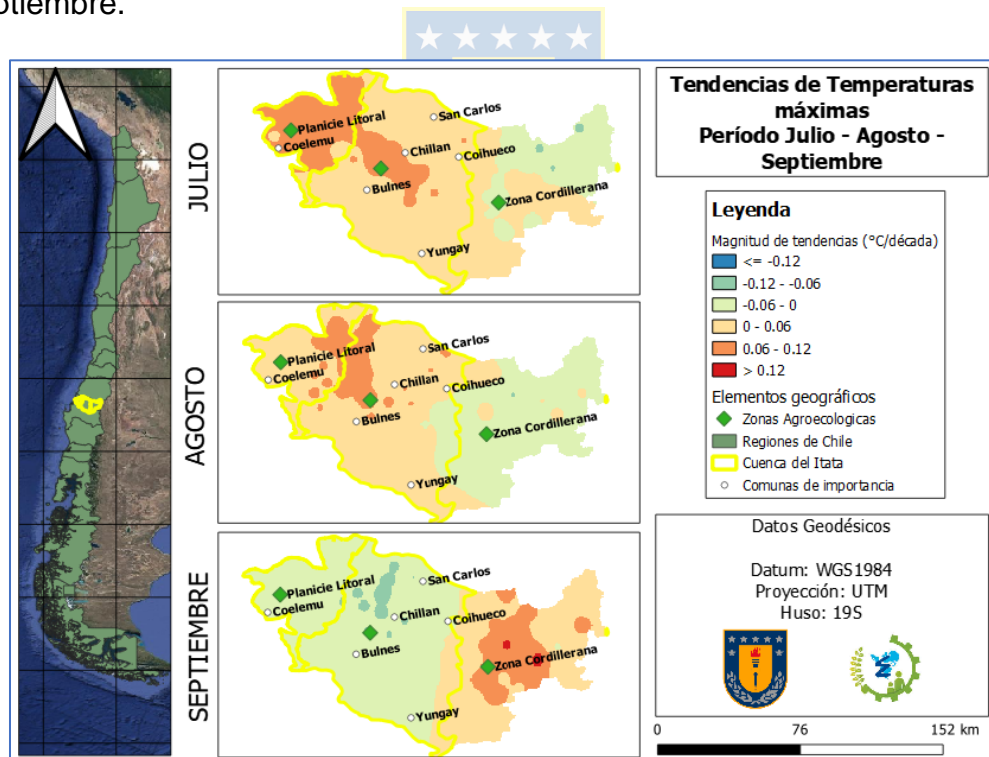 otiembre.
Tendencias de Temperaturas
máximas
Período Julio - Agosto -
Septiembre
JULIO
Planicie Litoral
Coelemu
San Carlos
Chillan
Coihueco
Bulnes
Zona Cordillerana
Yungay
AGOSTO
Planicie Litoral
Coelemu
San Carlos
Chillan
Coihueco
Bulnes
Zona Cordillerana
Yungay
SEPTIEMBRE
Planicie Litoral
Coelemu
San Carlos
Chillan
Coihueco
Bulnes
Zona Cordillerana
Yungay
Leyenda
Magnitud de tendencias (°C/década)
<= -0.12
-0.12 - -0.06
-0.06 - 0
0 - 0.06
0.06 - 0.12
> 0.12
Elementos geográficos
Zonas Agroecologicas
Regiones de Chile
Cuenca del Itata
Comunas de importancia
Datos Geodésicos
Datum: WGS1984
Proyección: UTM
Huso: 19S
0 76 152 km